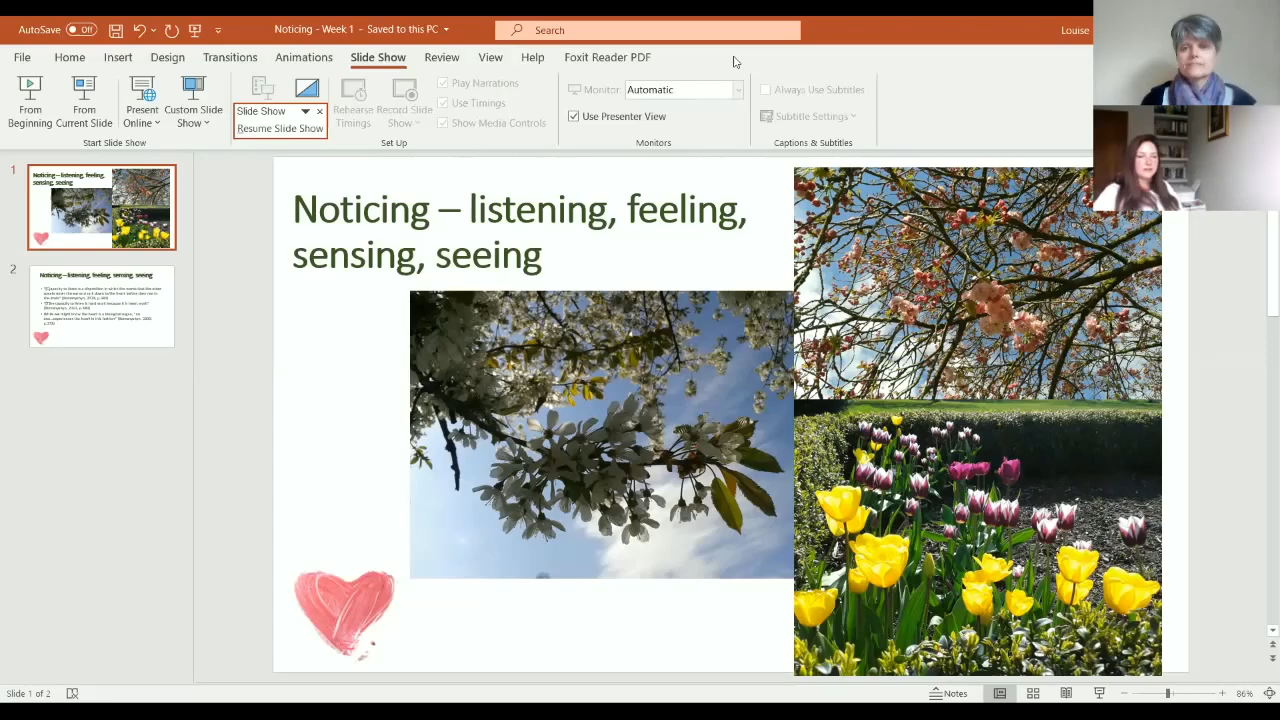 AutoSave Off
Noticing - Week 1 - Saved to this PC
Search
Louise
File Home Insert Design Transitions Animations Slide Show Review View Help Foxit Reader PDF
From Beginning
From Current Slide
Present Online
Custom Slide Show
Start Slide Show
Slide Show
Resume Slide Show
Rehearse Timings
Record Slide Show
Play Narrations
Use Timings
Show Media Controls
Set Up
Monitor: Automatic
Use Presenter View
Monitors
Always Use Subtitles
Subtitle Settings
Captions & Subtitles
1
Noticing – listening, feeling,
sensing, seeing
2
Noticing – listening, feeling, sensing, seeing
Noticing – listening, feeling,
sensing, seeing
Slide 1 of 2
Notes
86%